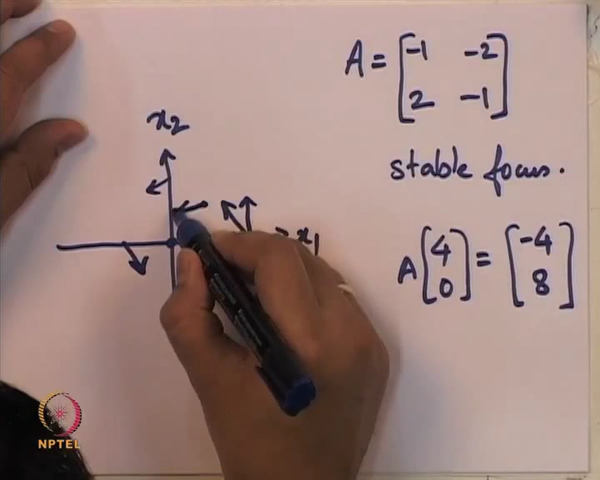 A = [-1 -2
2 -1]
x2
stable focus.
x1
A [4 0] = [-4 8]
NPTEL